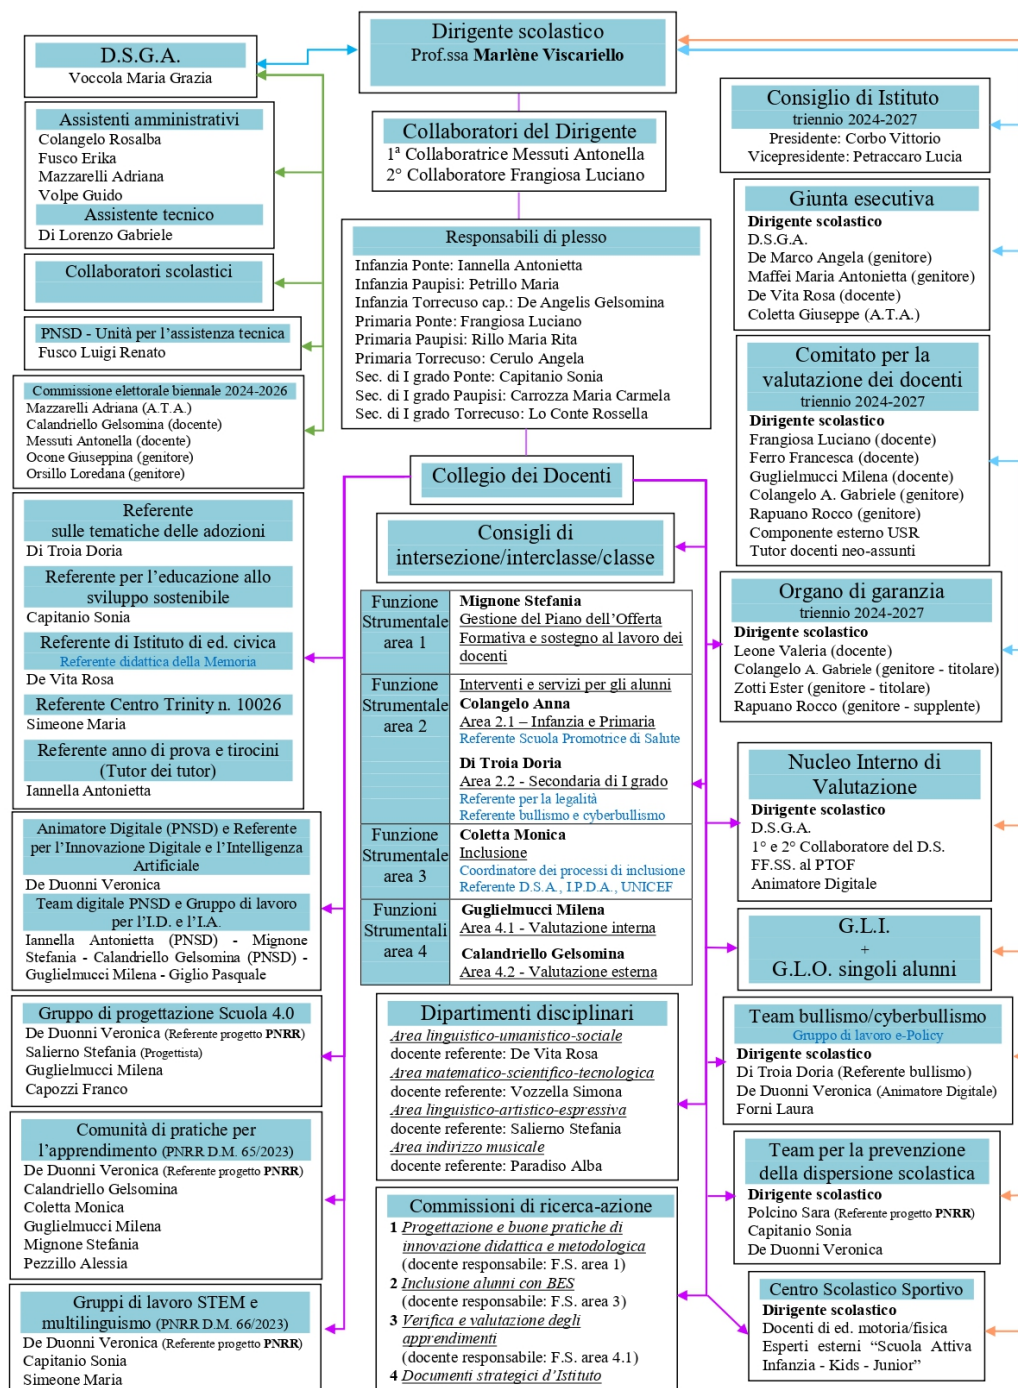 Dirigente scolastico
Prof.ssa Marlène Viscariello
D.S.G.A.
Voccola Maria Grazia
Assistenti amministrativi
Colangelo Rosalba
Fusco Erika
Mazzarelli Adriana
Volpe Guido
Assistente tecnico
Di Lorenzo Gabriele
Collaboratori scolastici
PNSD - Unità per l'assistenza tecnica
Fusco Luigi Renato
Commissione elettorale biennale 2024-2026
Mazzarelli Adriana (A.T.A.)
Calandriello Gelsomina (docente)
Messuti Antonella (docente)
Ocone Giuseppina (genitore)
Orsillo Loredana (genitore)
Collaboratori del Dirigente
1ª Collaboratrice Messuti Antonella
2° Collaboratore Frangiosa Luciano
Responsabili di plesso
Infanzia Ponte: Iannella Antonietta
Infanzia Paupisi: Petrillo Maria
Infanzia Torrecuso cap.: De Angelis Gelsomina
Primaria Ponte: Frangiosa Luciano
Primaria Paupisi: Rillo Maria Rita
Primaria Torrecuso: Cerulo Angela
Sec. di I grado Ponte: Capitanio Sonia
Sec. di I grado Paupisi: Carrozza Maria Carmela
Sec. di I grado Torrecuso: Lo Conte Rossella
Consiglio di Istituto
triennio 2024-2027
Presidente: Corbo Vittorio
Vicepresidente: Petraccaro Lucia
Giunta esecutiva
Dirigente scolastico
D.S.G.A.
De Marco Angela (genitore)
Maffei Maria Antonietta (genitore)
De Vita Rosa (docente)
Coletta Giuseppe (A.T.A.)
Comitato per la
valutazione dei docenti
triennio 2024-2027
Dirigente scolastico
Frangiosa Luciano (docente)
Ferro Francesca (docente)
Guglielmucci Milena (docente)
Colangelo A. Gabriele (genitore)
Rapuano Rocco (genitore)
Componente esterno USR
Tutor docenti neo-assunti
Collegio dei Docenti
Referente
sulle tematiche delle adozioni
Di Troia Doria
Referente per l'educazione allo
sviluppo sostenibile
Capitanio Sonia
Referente di Istituto di ed. civica
Referente didattica della Memoria
De Vita Rosa
Referente Centro Trinity n. 10026
Simeone Maria
Referente anno di prova e tirocini
(Tutor dei tutor)
Iannella Antonietta
Animatore Digitale (PNSD) e Referente
per l'Innovazione Digitale e l'Intelligenza
Artificiale
De Duonni Veronica
Team digitale PNSD e Gruppo di lavoro
per l'I.D. e l'I.A.
Iannella Antonietta (PNSD) - Mignone
Stefania - Calandriello Gelsomina (PNSD) -
Guglielmucci Milena - Giglio Pasquale
Gruppo di progettazione Scuola 4.0
De Duonni Veronica (Referente progetto PNRR)
Salierno Stefania (Progettista)
Guglielmucci Milena
Capozzi Franco
Comunità di pratiche per
l'apprendimento (PNRR D.M. 65/2023)
De Duonni Veronica (Referente progetto PNRR)
Calandriello Gelsomina
Coletta Monica
Guglielmucci Milena
Mignone Stefania
Pezzillo Alessia
Gruppi di lavoro STEM e
multilinguismo (PNRR D.M. 66/2023)
De Duonni Veronica (Referente progetto PNRR)
Capitanio Sonia
Simeone Maria
Consigli di
intersezione/interclasse/classe
Funzione
Strumentale
area 1
Mignone Stefania
Gestione del Piano dell'Offerta
Formativa e sostegno al lavoro dei
docenti
Funzione
Strumentale
area 2
Interventi e servizi per gli alunni
Colangelo Anna
Area 2.1 – Infanzia e Primaria
Referente Scuola Promotrice di Salute
Di Troia Doria
Area 2.2 - Secondaria di I grado
Referente per la legalità
Referente bullismo e cyberbullismo
Funzione
Strumentale
area 3
Coletta Monica
Inclusione
Coordinatore dei processi di inclusione
Referente D.S.A., I.P.D.A., UNICEF
Funzioni
Strumentali
area 4
Guglielmucci Milena
Area 4.1 - Valutazione interna
Calandriello Gelsomina
Area 4.2 - Valutazione esterna
Dipartimenti disciplinari
Area linguistico-umanistico-sociale
docente referente: De Vita Rosa
Area matematico-scientifico-tecnologica
docente referente: Vozzella Simona
Area linguistico-artistico-espressiva
docente referente: Salierno Stefania
Area indirizzo musicale
docente referente: Paradiso Alba
Commissioni di ricerca-azione
1 Progettazione e buone pratiche di
innovazione didattica e metodologica
(docente responsabile: F.S. area 1)
2 Inclusione alunni con BES
(docente responsabile: F.S. area 3)
3 Verifica e valutazione degli
apprendimenti
(docente responsabile: F.S. area 4.1)
4 Documenti strategici d'Istituto
Organo di garanzia
triennio 2024-2027
Dirigente scolastico
Leone Valeria (docente)
Colangelo A. Gabriele (genitore - titolare)
Zotti Ester (genitore - titolare)
Rapuano Rocco (genitore - supplente)
Nucleo Interno di
Valutazione
Dirigente scolastico
D.S.G.A.
1° e 2° Collaboratore del D.S.
FF.SS. al PTOF
Animatore Digitale
G.L.I.
+
G.L.O. singoli alunni
Team bullismo/cyberbullismo
Gruppo di lavoro e-Policy
Dirigente scolastico
Di Troia Doria (Referente bullismo)
De Duonni Veronica (Animatore Digitale)
Forni Laura
Team per la prevenzione
della dispersione scolastica
Dirigente scolastico
Polcino Sara (Referente progetto PNRR)
Capitanio Sonia
De Duonni Veronica
Centro Scolastico Sportivo
Dirigente scolastico
Docenti di ed. motoria/fisica
Esperti esterni “Scuola Attiva
Infanzia - Kids - Junior”